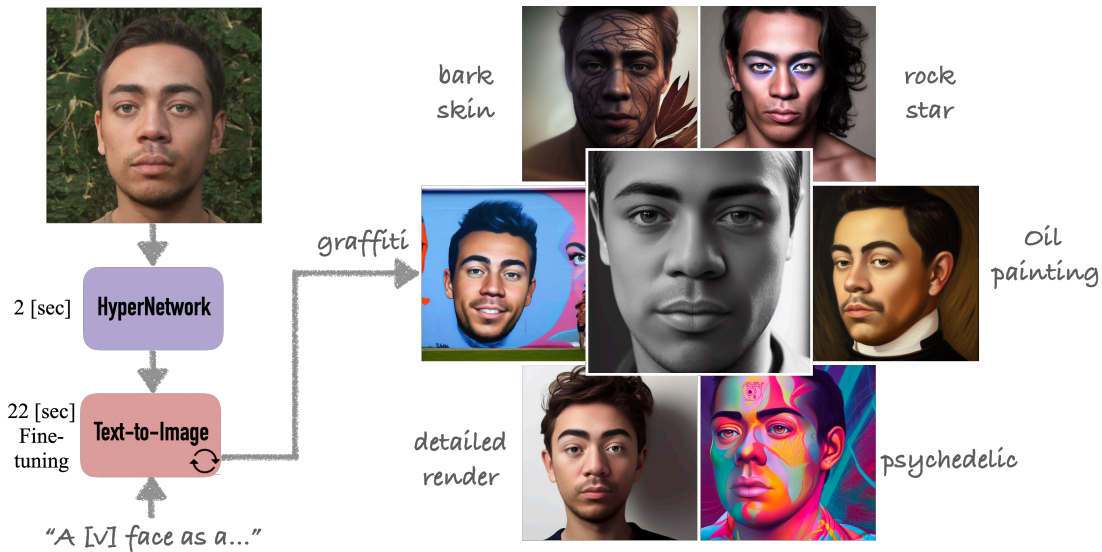 2 [sec]
HyperNetwork
22 [sec]
Fine-
tuning
Text-to-Image
“A [v] face as a...”
bark
skin
rock
star
graffiti
Oil
painting
detailed
render
psychedelic